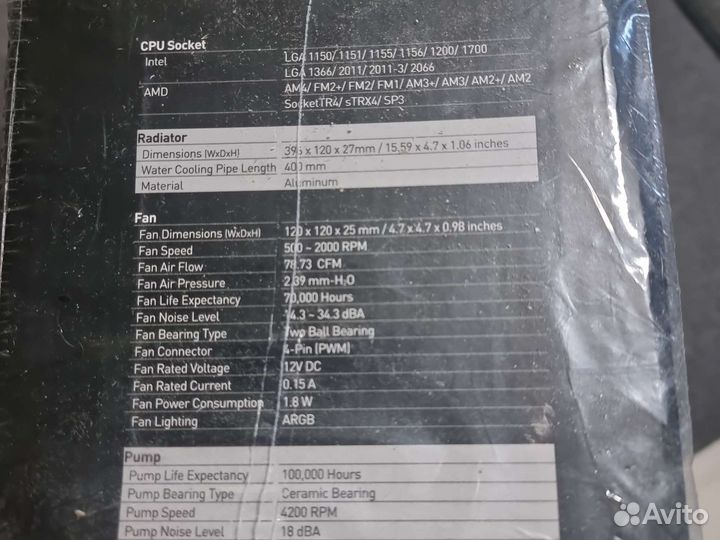 CPU Socket
Intel LGA 1150/ 1151/ 1155/ 1156/ 1200/ 1700
LGA 1366/ 2011/ 2011-3/ 2066
AMD AM4/ FM2+/ FM2/ FM1/ AM3+/ AM3/ AM2+/ AM2
SocketTR4/ sTRX4/ SP3
Radiator
Dimensions (WxDxH) 396 x 120 x 27mm / 15.59 x 4.7 x 1.06 inches
Water Cooling Pipe Length 400 mm
Material Aluminum
Fan
Fan Dimensions (WxDxH) 120 x 120 x 25 mm / 4.7 x 4.7 x 0.98 inches
Fan Speed 500 ~ 2000 RPM
Fan Air Flow 78.73 CFM
Fan Air Pressure 2.39 mm-H₂O
Fan Life Expectancy 70,000 Hours
Fan Noise Level 14.3 ~ 34.3 dBA
Fan Bearing Type Two Ball Bearing
Fan Connector 4-Pin (PWM)
Fan Rated Voltage 12V DC
Fan Rated Current 0.15 A
Fan Power Consumption 1.8 W
Fan Lighting ARGB
Pump
Pump Life Expectancy 100,000 Hours
Pump Bearing Type Ceramic Bearing
Pump Speed 4200 RPM
Pump Noise Level 18 dBA
Avito